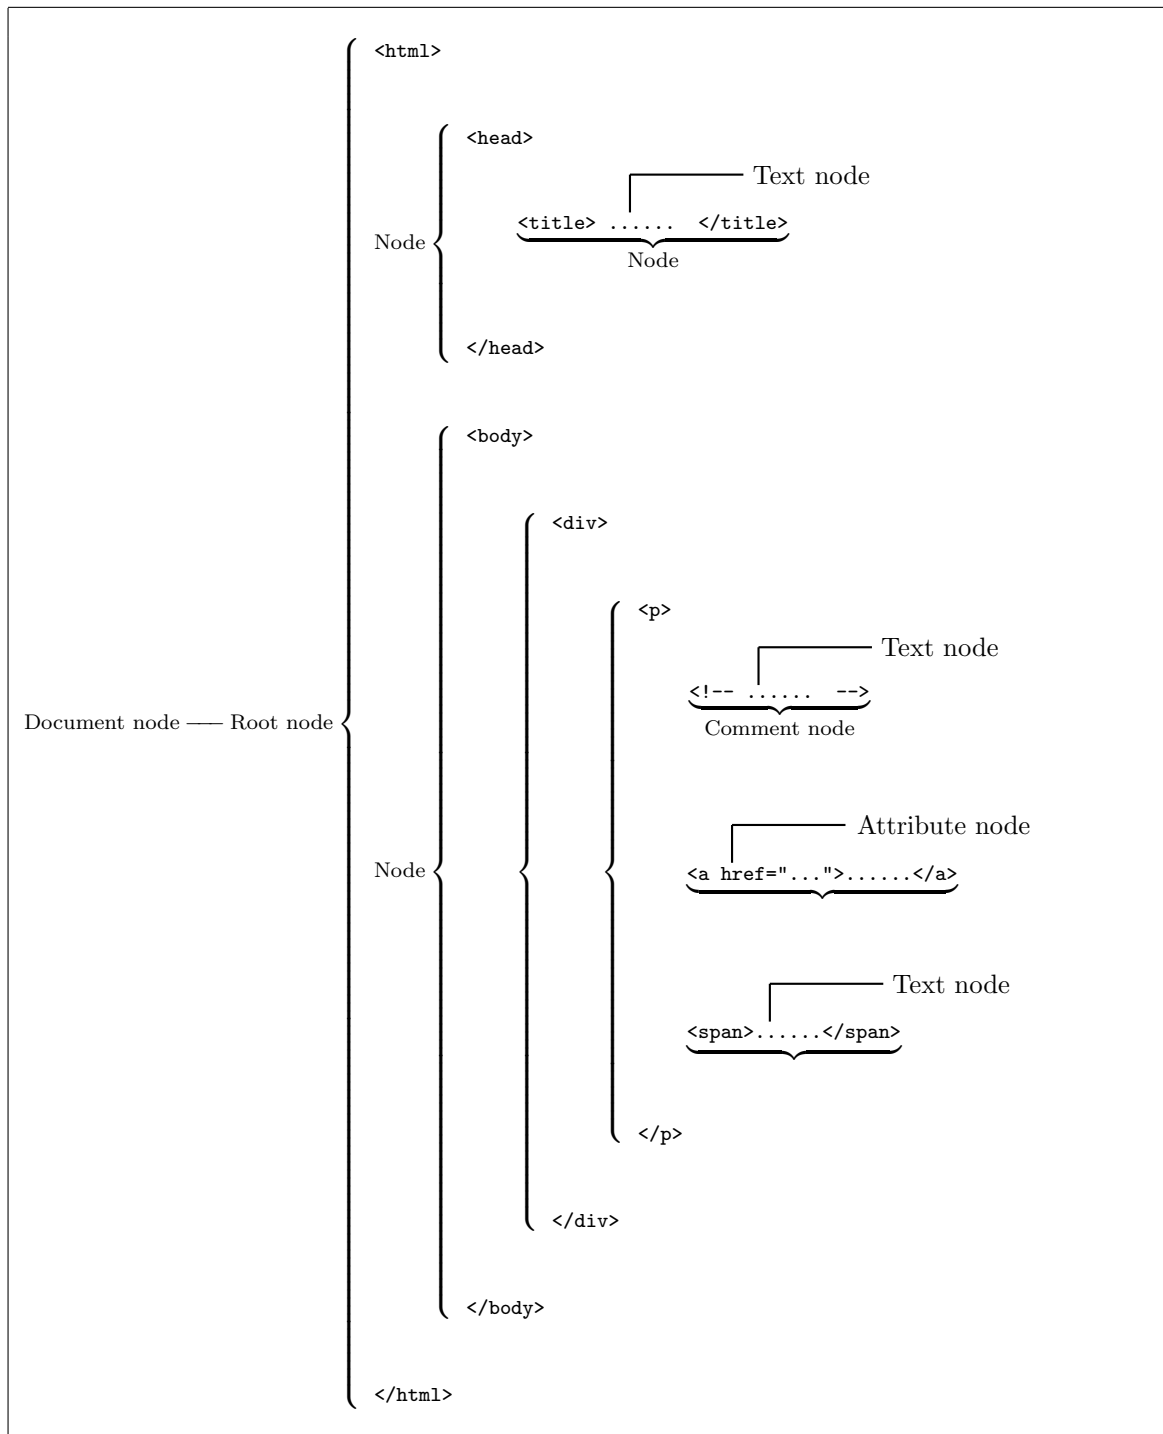 <html>
<head>
Text node
<title> ...... </title>
Node
Node
</head>
<body>
<div>
<p>
Text node
<!-- ...... -->
Document node — Root node
Comment node
Attribute node
Node
<a href="...">......</a>
Text node
<span>......</span>
</p>
</div>
</body>
</html>